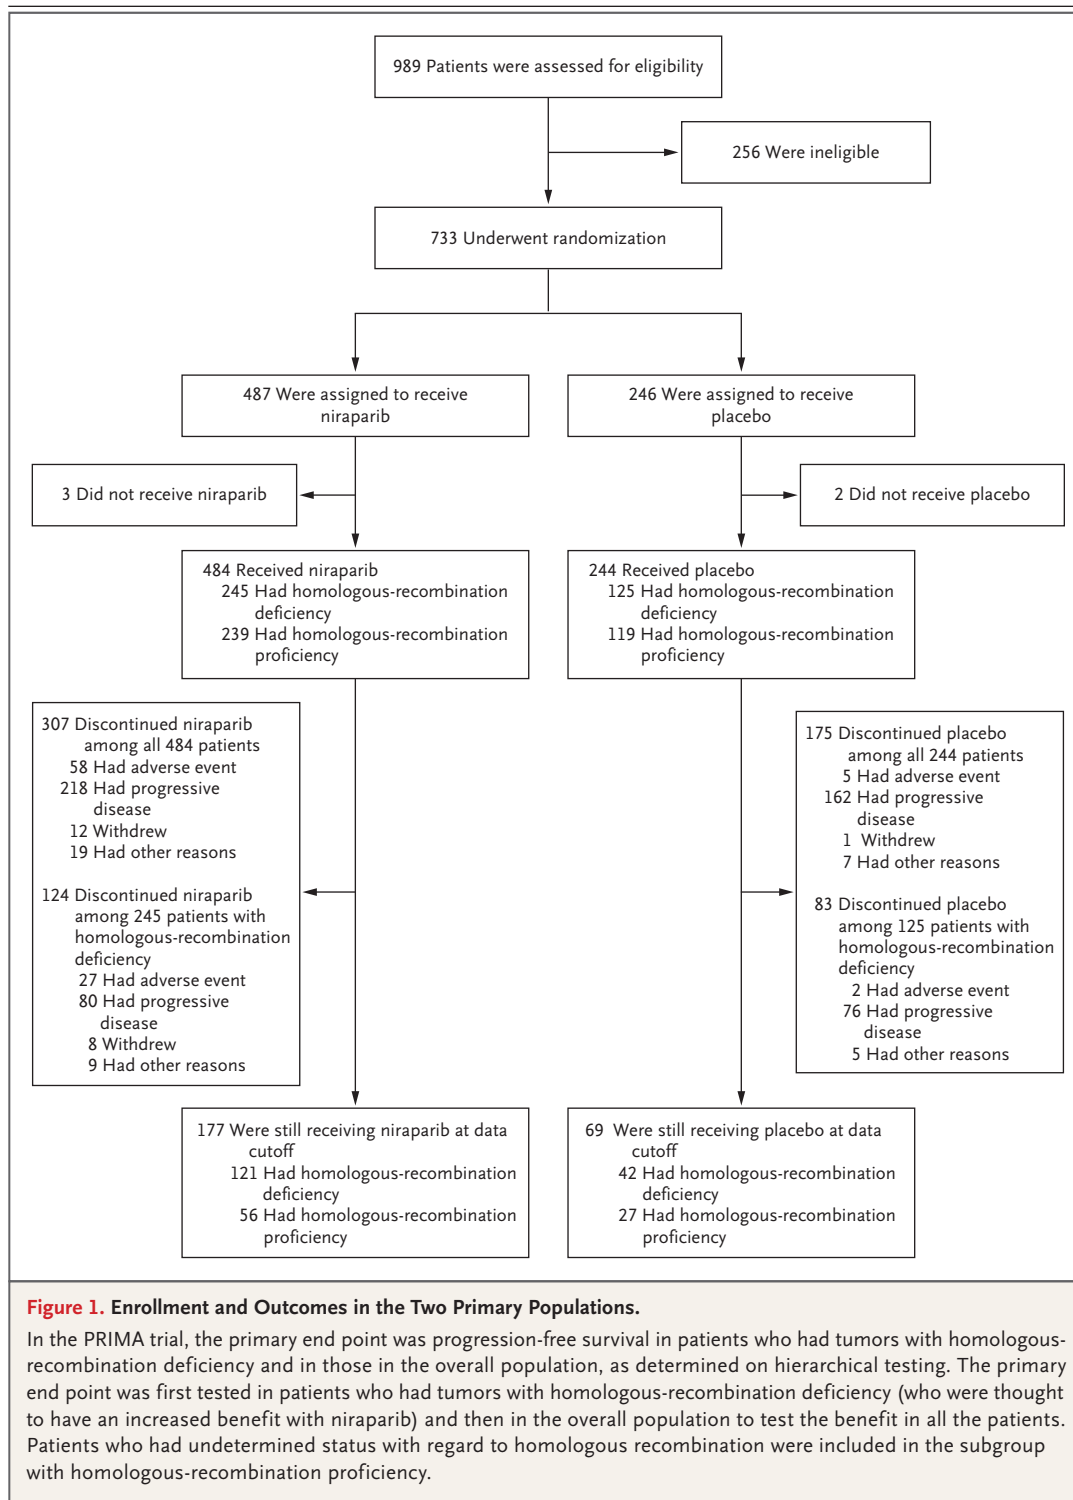 989 Patients were assessed for eligibility
256 Were ineligible
733 Underwent randomization
487 Were assigned to receive
niraparib
246 Were assigned to receive
placebo
3 Did not receive niraparib
2 Did not receive placebo
484 Received niraparib
245 Had homologous-recombination
deficiency
239 Had homologous-recombination
proficiency
244 Received placebo
125 Had homologous-recombination
deficiency
119 Had homologous-recombination
proficiency
307 Discontinued niraparib
among all 484 patients
58 Had adverse event
218 Had progressive
disease
12 Withdrew
19 Had other reasons
124 Discontinued niraparib
among 245 patients with
homologous-recombination
deficiency
27 Had adverse event
80 Had progressive
disease
8 Withdrew
9 Had other reasons
175 Discontinued placebo
among all 244 patients
5 Had adverse event
162 Had progressive
disease
1 Withdrew
7 Had other reasons
83 Discontinued placebo
among 125 patients with
homologous-recombination
deficiency
2 Had adverse event
76 Had progressive
disease
5 Had other reasons
177 Were still receiving niraparib at data
cutoff
121 Had homologous-recombination
deficiency
56 Had homologous-recombination
proficiency
69 Were still receiving placebo at data
cutoff
42 Had homologous-recombination
deficiency
27 Had homologous-recombination
proficiency
Figure 1. Enrollment and Outcomes in the Two Primary Populations.
In the PRIMA trial, the primary end point was progression-free survival in patients who had tumors with homologous-
recombination deficiency and in those in the overall population, as determined on hierarchical testing. The primary
end point was first tested in patients who had tumors with homologous-recombination deficiency (who were thought
to have an increased benefit with niraparib) and then in the overall population to test the benefit in all the patients.
Patients who had undetermined status with regard to homologous recombination were included in the subgroup
with homologous-recombination proficiency.